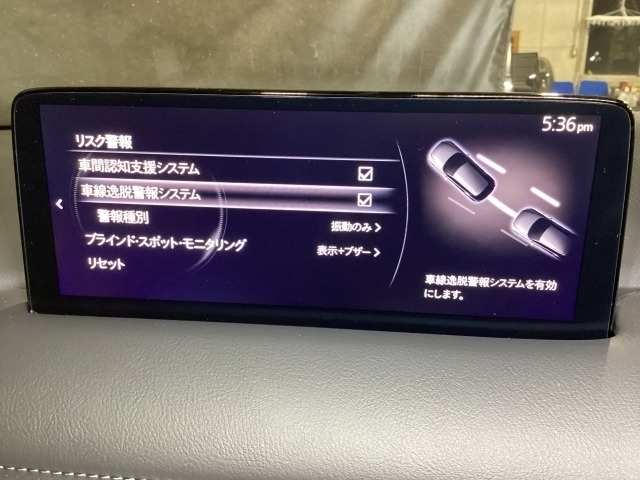 5:36pm
リスク警報
車間認知支援システム
車線逸脱警報システム
警報種別 振動のみ
ブラインド・スポット・モニタリング 表示+ブザー
リセット
車線逸脱警報システムを有効
にします。